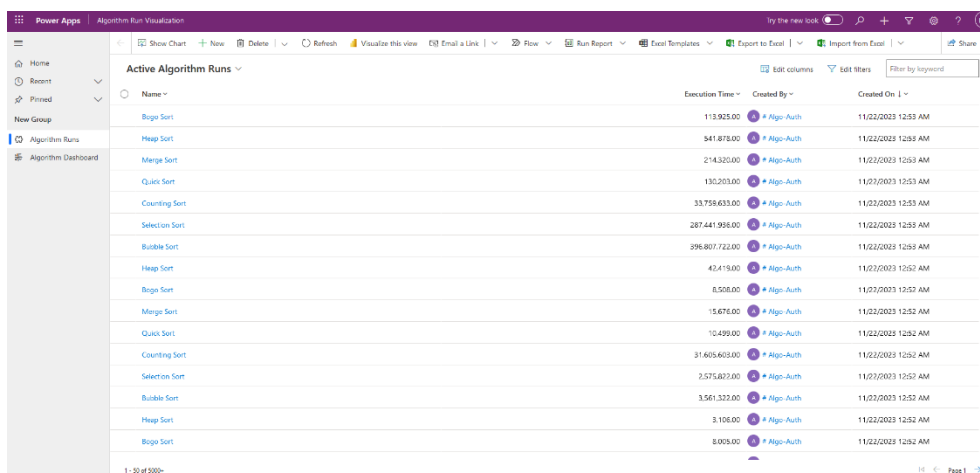 Power Apps Algorithm Run Visualization Try the new look ?
Show Chart New Delete Refresh Visualize this view Email a Link Flow Run Report Excel Templates Export to Excel Import from Excel Share
Home
Recent
Pinned
New Group
Algorithm Runs
Algorithm Dashboard
Active Algorithm Runs Edit columns Edit filters Filter by keyword
Name Execution Time Created By Created On
Bogo Sort 113,925.00 A # Algo-Auth 11/22/2023 12:53 AM
Heap Sort 541,878.00 A # Algo-Auth 11/22/2023 12:53 AM
Merge Sort 214,320.00 A # Algo-Auth 11/22/2023 12:53 AM
Quick Sort 130,203.00 A # Algo-Auth 11/22/2023 12:53 AM
Counting Sort 33,759,633.00 A # Algo-Auth 11/22/2023 12:53 AM
Selection Sort 287,441,936.00 A # Algo-Auth 11/22/2023 12:53 AM
Bubble Sort 396,807,722.00 A # Algo-Auth 11/22/2023 12:53 AM
Heap Sort 42,419.00 A # Algo-Auth 11/22/2023 12:52 AM
Bogo Sort 8,508.00 A # Algo-Auth 11/22/2023 12:52 AM
Merge Sort 15,676.00 A # Algo-Auth 11/22/2023 12:52 AM
Quick Sort 10,499.00 A # Algo-Auth 11/22/2023 12:52 AM
Counting Sort 31,605,603.00 A # Algo-Auth 11/22/2023 12:52 AM
Selection Sort 2,575,822.00 A # Algo-Auth 11/22/2023 12:52 AM
Bubble Sort 3,561,322.00 A # Algo-Auth 11/22/2023 12:52 AM
Heap Sort 3,106.00 A # Algo-Auth 11/22/2023 12:52 AM
Bogo Sort 8,005.00 A # Algo-Auth 11/22/2023 12:52 AM
1 - 50 of 5000+ Page 1